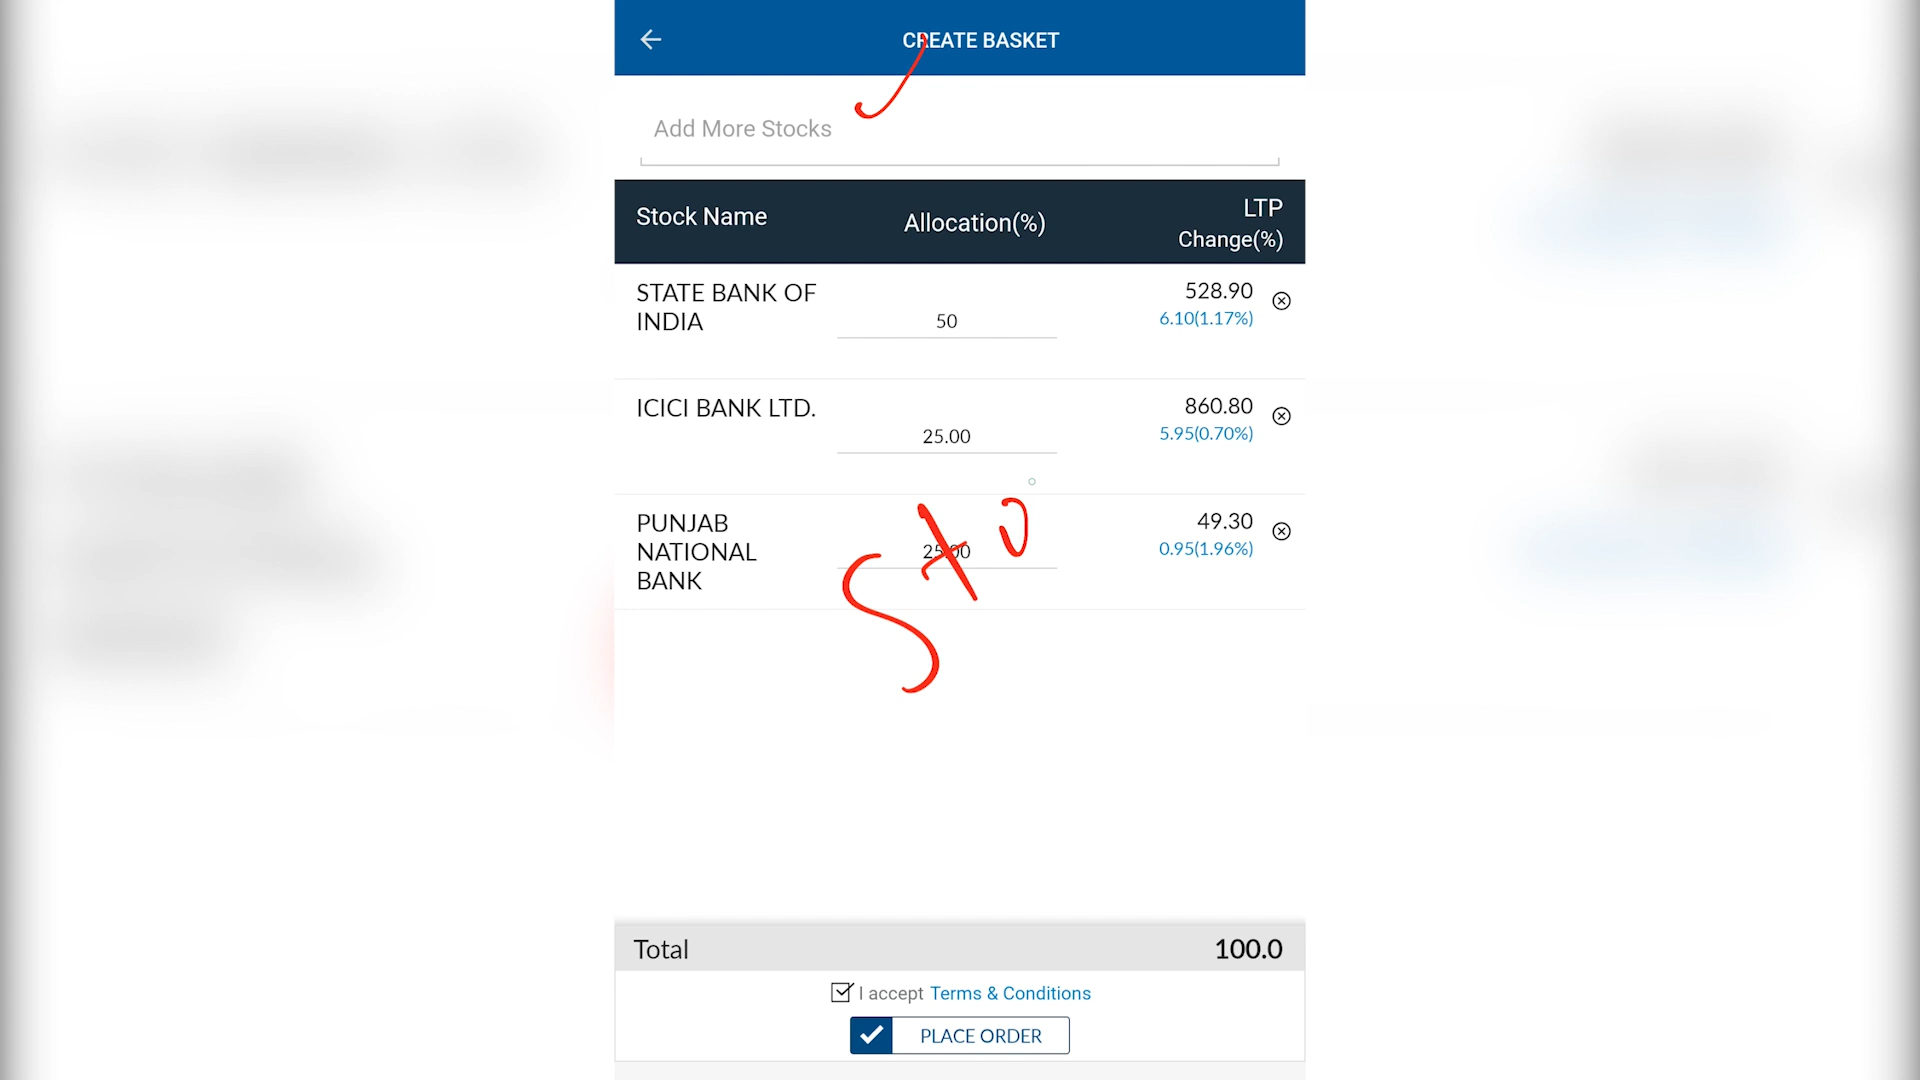 CREATE BASKET
Add More Stocks
Stock Name Allocation(%) LTP
Change(%)
STATE BANK OF
INDIA
50
528.90
6.10(1.17%)
ICICI BANK LTD.
25.00
860.80
5.95(0.70%)
PUNJAB
NATIONAL
BANK
25.00
49.30
0.95(1.96%)
Total 100.0
I accept Terms & Conditions
PLACE ORDER